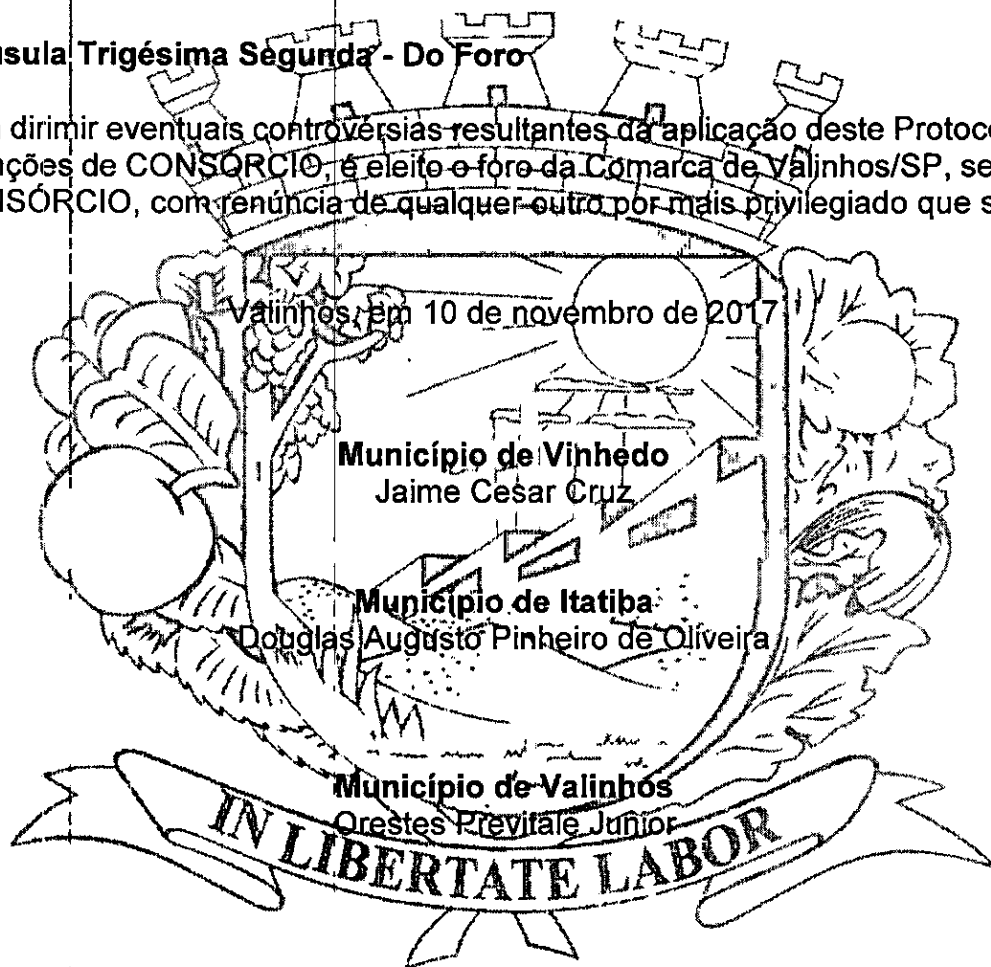 usula Trigésima Segunda - Do Foro
dirimir eventuais controvérsias resultantes da aplicação deste Protoc
nções de CONSÓRCIO, é eleito o foro da Comarca de Valinhos/SP, se
NSÓRCIO, com renúncia de qualquer outro por mais privilegiado que s
Valinhos, em 10 de novembro de 2017
Município de Vinhedo
Jaime Cesar Cruz
Município de Itatiba
Douglas Augusto Pinheiro de Oliveira
Município de Valinhos
Orestes Previtale Junior
IN LIBERTATE LABOR